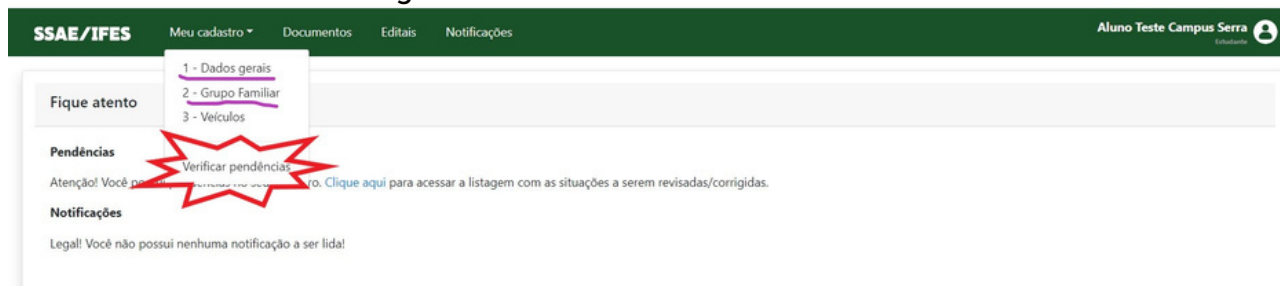 SSAE/IFES Meu cadastro Documentos Editais Notificações Aluno Teste Campus Serra
Estudante
1 - Dados gerais
2 - Grupo Familiar
3 - Veículos
Verificar pendências
Fique atento
Pendências
Atenção! Você Clique aqui para acessar a listagem com as situações a serem revisadas/corrigidas.
Notificações
Legal! Você não possui nenhuma notificação a ser lida!